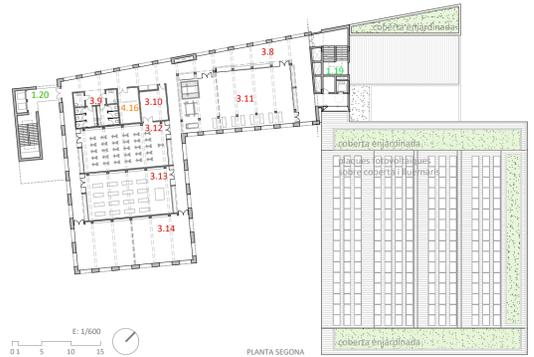 coberta enjardinada
3.8
1.19
1.20
3.9
4.16
3.10
3.11
3.12
coberta enjardinada
plaques fotovoltaiques
sobre coberta i lluernaris
3.13
3.14
E: 1/600
0 1 5 10 15
PLANTA SEGONA
coberta enjardinada